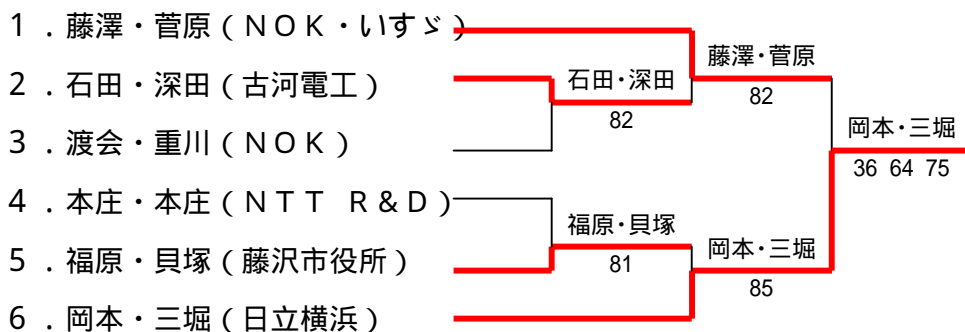 1．藤澤・菅原（ＮＯＫ・いすゞ）
2．石田・深田（古河電工）
3．渡会・重川（ＮＯＫ）
4．本庄・本庄（ＮＴＴ　Ｒ＆Ｄ）
5．福原・貝塚（藤沢市役所）
6．岡本・三堀（日立横浜）
石田・深田
82
福原・貝塚
81
藤澤・菅原
82
岡本・三堀
85
岡本・三堀
36 64 75